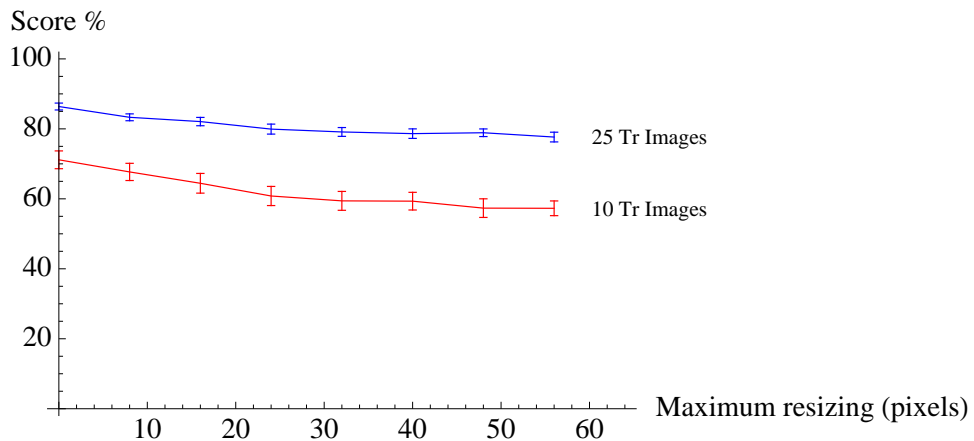 Score %
100
80
25 Tr Images
60
10 Tr Images
40
20
10 20 30 40 50 60
Maximum resizing (pixels)